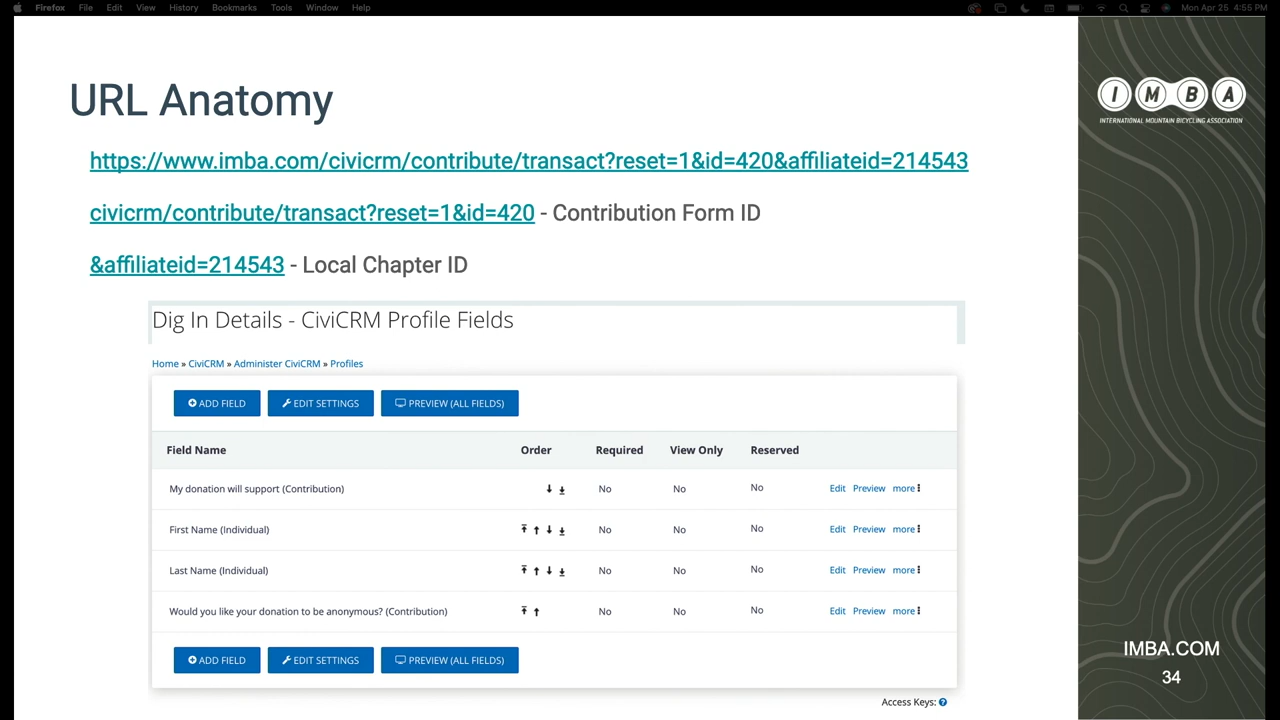 Firefox File Edit View History Bookmarks Tools Window Help Mon Apr 25 4:55 PM
URL Anatomy
https://www.imba.com/civicrm/contribute/transact?reset=1&id=420&affiliateid=214543
civicrm/contribute/transact?reset=1&id=420 - Contribution Form ID
&affiliateid=214543 - Local Chapter ID
Dig In Details - CiviCRM Profile Fields
Home » CiviCRM » Administer CiviCRM » Profiles
ADD FIELD EDIT SETTINGS PREVIEW (ALL FIELDS)
Field Name Order Required View Only Reserved
My donation will support (Contribution) No No No Edit Preview more
First Name (Individual) No No No Edit Preview more
Last Name (Individual) No No No Edit Preview more
Would you like your donation to be anonymous? (Contribution) No No No Edit Preview more
ADD FIELD EDIT SETTINGS PREVIEW (ALL FIELDS)
Access Keys: ?
IMBA
INTERNATIONAL MOUNTAIN BICYCLING ASSOCIATION
IMBA.COM
34